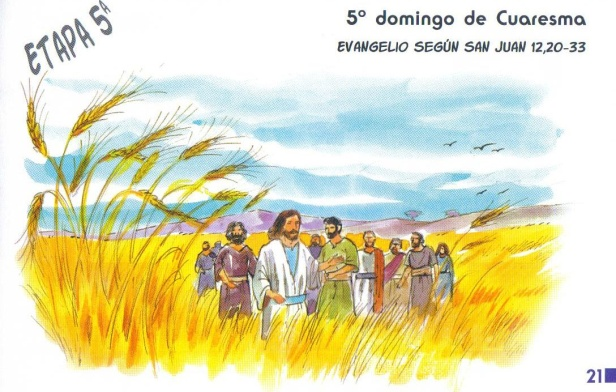 ETAPA 5ª
5º domingo de Cuaresma
EVANGELIO SEGÚN SAN JUAN 12,20-33
21